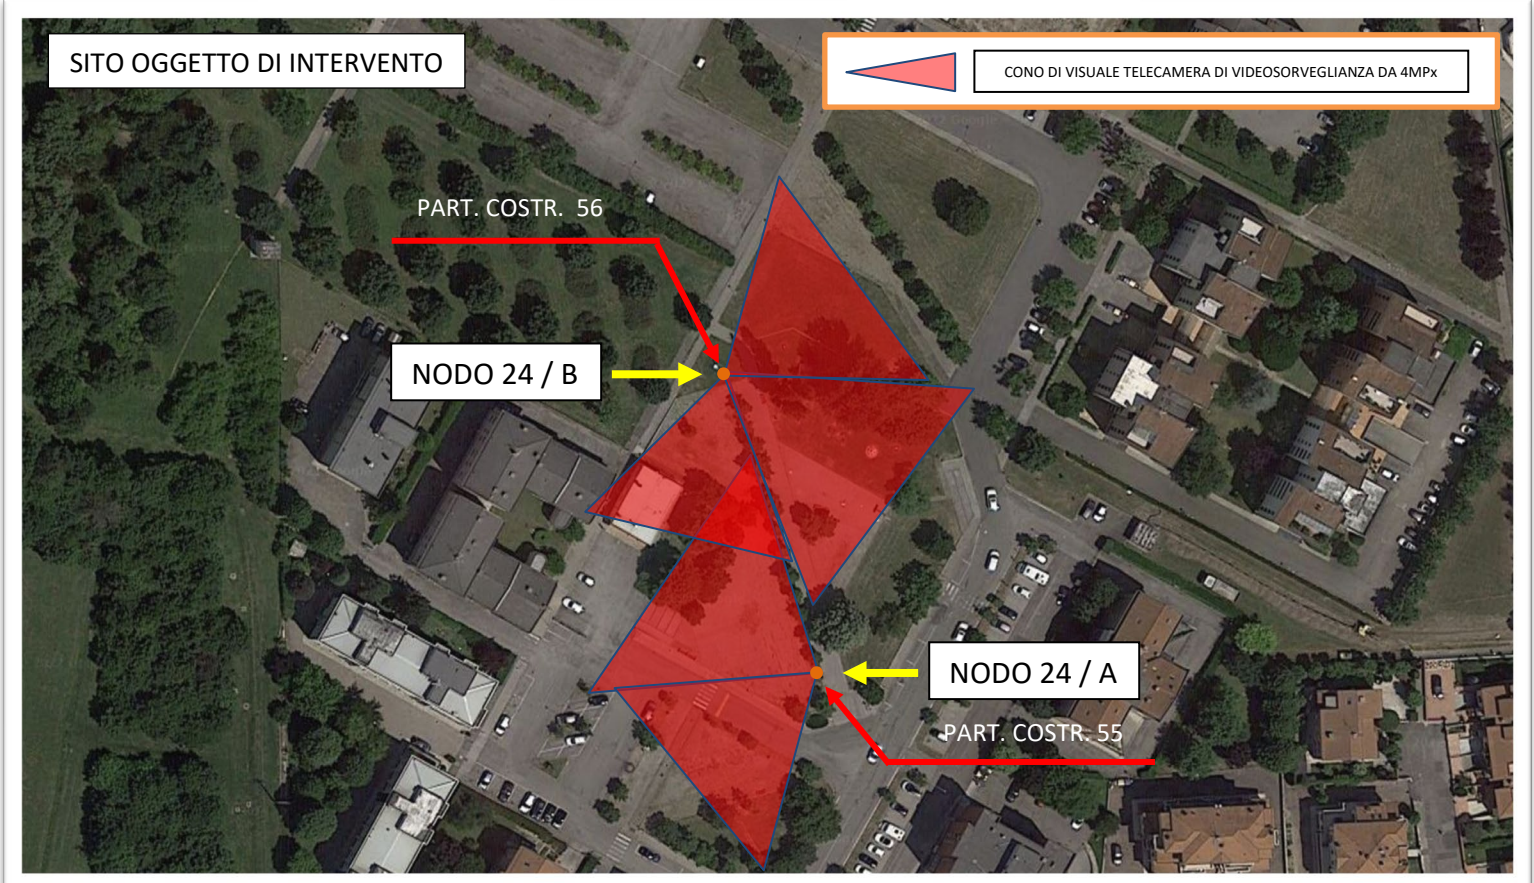 SITO OGGETTO DI INTERVENTO
CONO DI VISUALE TELECAMERA DI VIDEOSORVEGLIANZA DA 4MPx
PART. COSTR. 56
NODO 24 / B
NODO 24 / A
PART. COSTR. 55